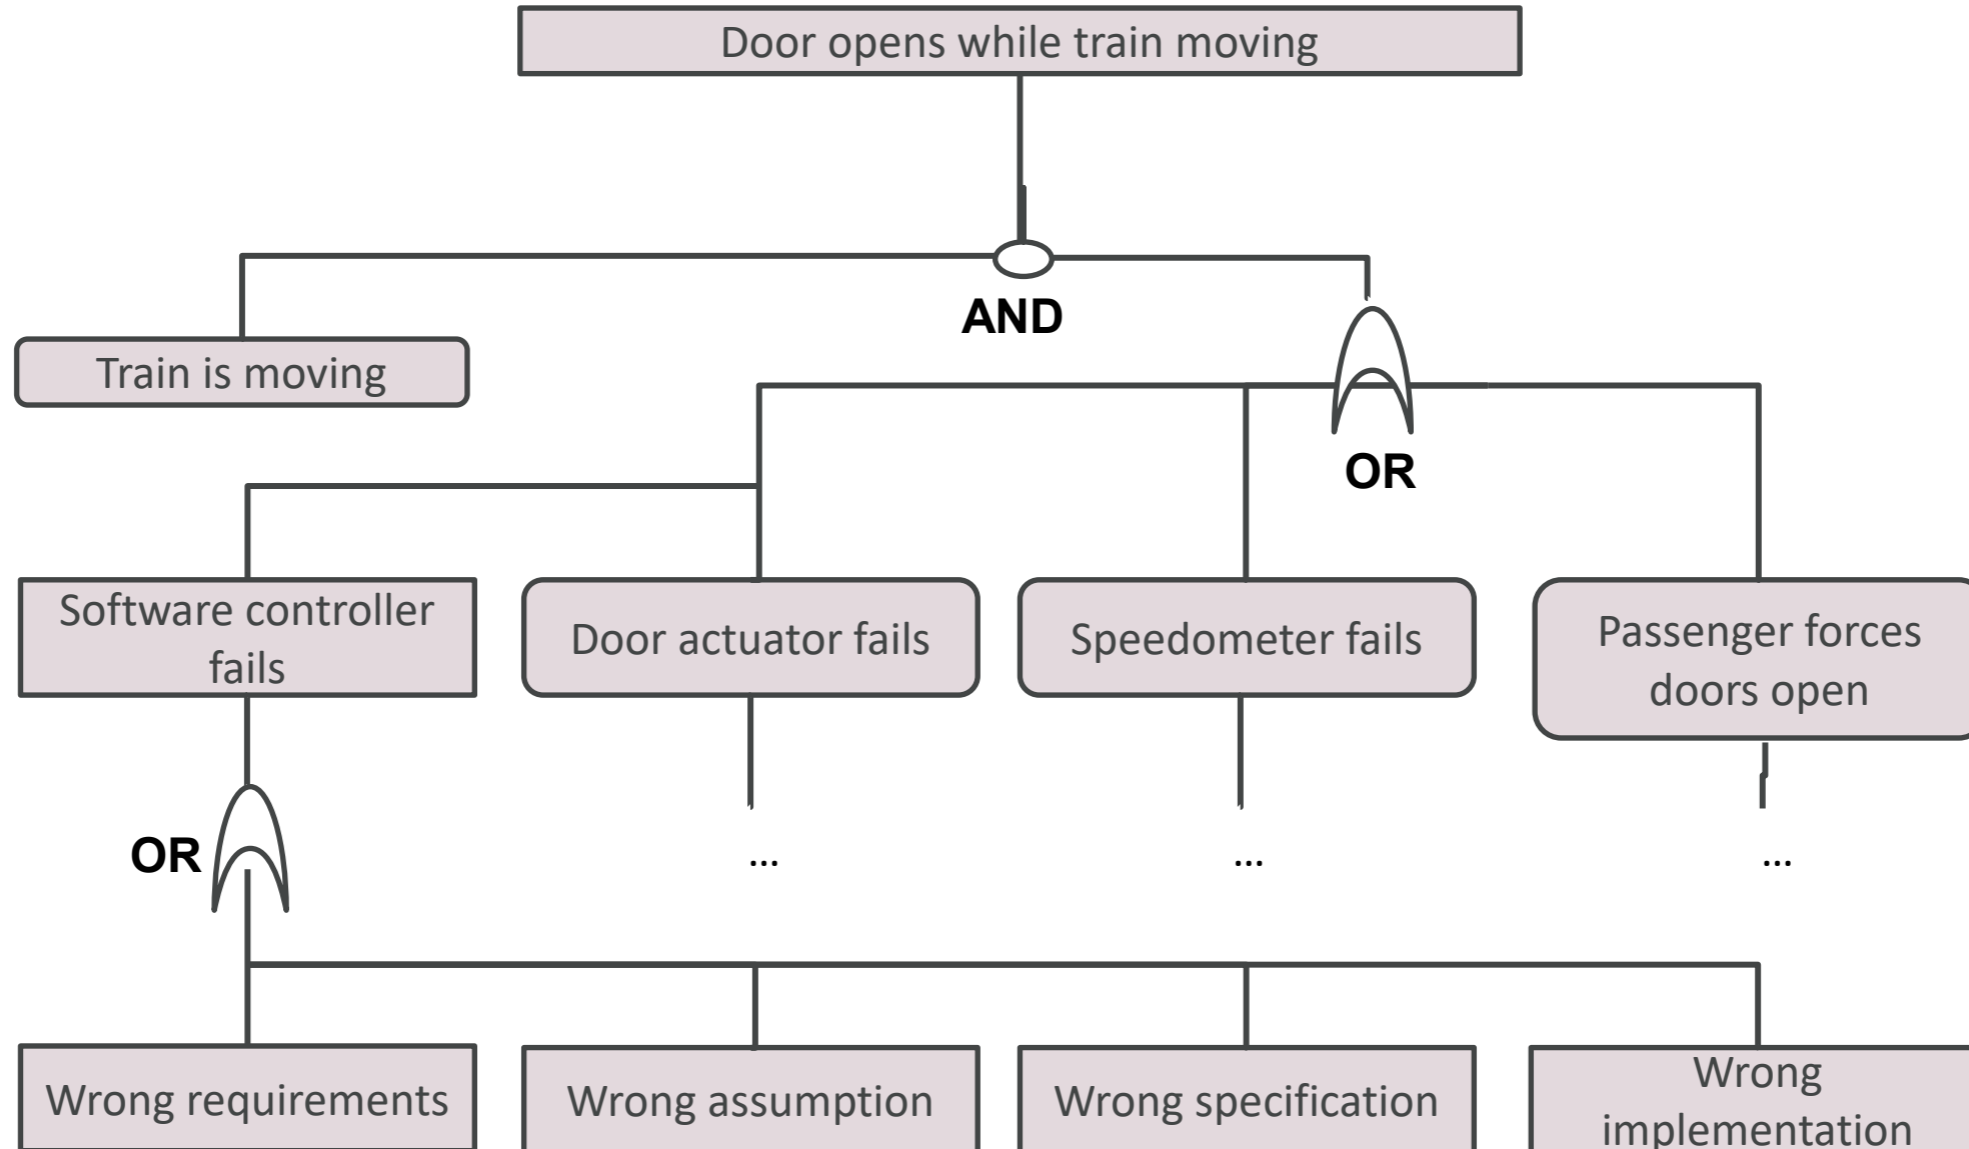 Door opens while train moving
AND
Train is moving
OR
Software controller
fails
Door actuator fails
Speedometer fails
Passenger forces
doors open
OR
...
...
...
Wrong requirements
Wrong assumption
Wrong specification
Wrong
implementation